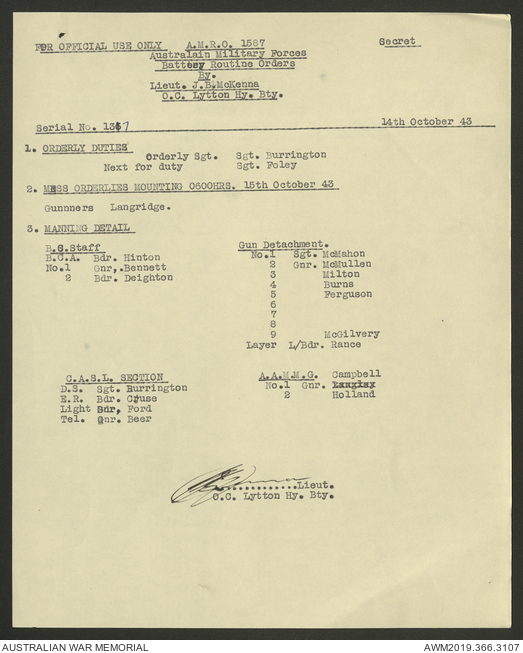 FOR OFFICIAL USE ONLY A.M.R.O. 1587 Secret
Australain Military Forces
Battery Routine Orders
By.
Lieut. J.B.McKenna
O.C. Lytton Hy. Bty.
Serial No. 1367 14th October 43
1. ORDERLY DUTIES
Orderly Sgt. Sgt. Burrington
Next for duty Sgt. Foley
2. MESS ORDERLIES MOUNTING 0600HRS. 15th October 43
Gunnners Langridge.
3. MANNING DETAIL
B.S.Staff
B.C.A. Bdr. Hinton
No.1 Gnr,.Bennett
2 Bdr. Deighton
Gun Detachment.
No.1 Sgt. McMahon
2 Gnr. McMullen
3 Milton
4 Burns
5 Ferguson
6
7
8
9 McGilvery
Layer L/Bdr. Rance
C.A.S.L. SECTION
D.S. Sgt. Burrington
E.R. Bdr. Cruse
Light Bdr, Ford
Tel. Gnr. Beer
A.A.M.M.G. Campbell
No.1 Gnr.
2 Holland
............Lieut.
O.C. Lytton Hy. Bty.
AUSTRALIAN WAR MEMORIAL AWM2019.366.3107